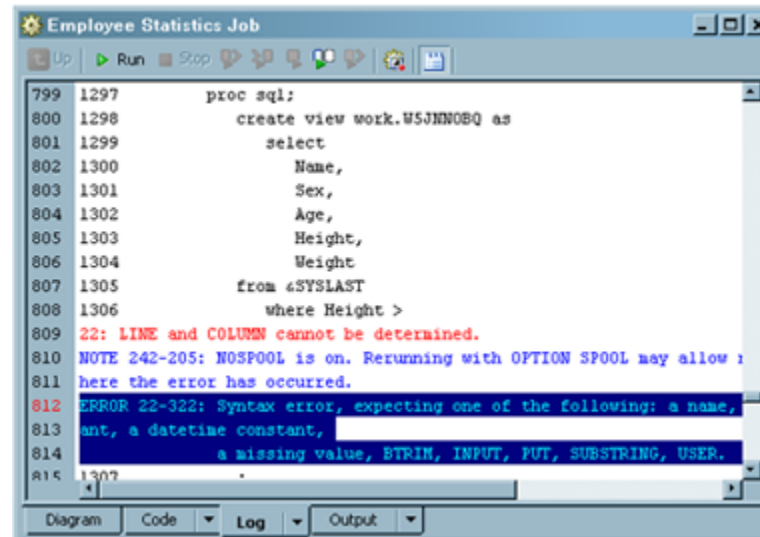 Employee Statistics Job
Up Run Stop
799 1297 proc sql;
800 1298 create view work.W5JNNOBQ as
801 1299 select
802 1300 Name,
803 1301 Sex,
804 1302 Age,
805 1303 Height,
806 1304 Weight
807 1305 from &SYSLAST
808 1306 where Height >
809 22: LINE and COLUMN cannot be determined.
810 NOTE 242-205: NOSPOOL is on. Rerunning with OPTION SPOOL may allow
811 here the error has occurred.
812 ERROR 22-322: Syntax error, expecting one of the following: a name,
813 ant, a datetime constant,
814 a missing value, BTRIM, INPUT, PUT, SUBSTRING, USER.
815 1307 ;
Diagram Code Log Output